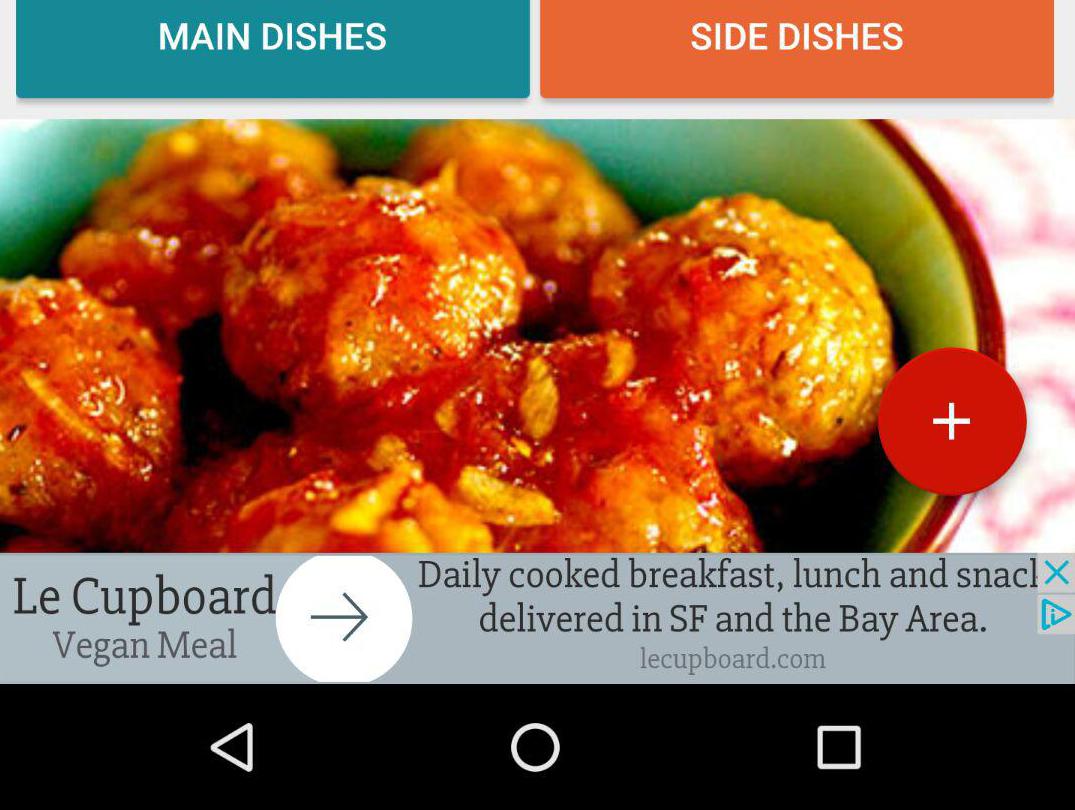 MAIN DISHES
SIDE DISHES
Le Cupboard
Vegan Meal
Daily cooked breakfast, lunch and snack
delivered in SF and the Bay Area.
lecupboard.com